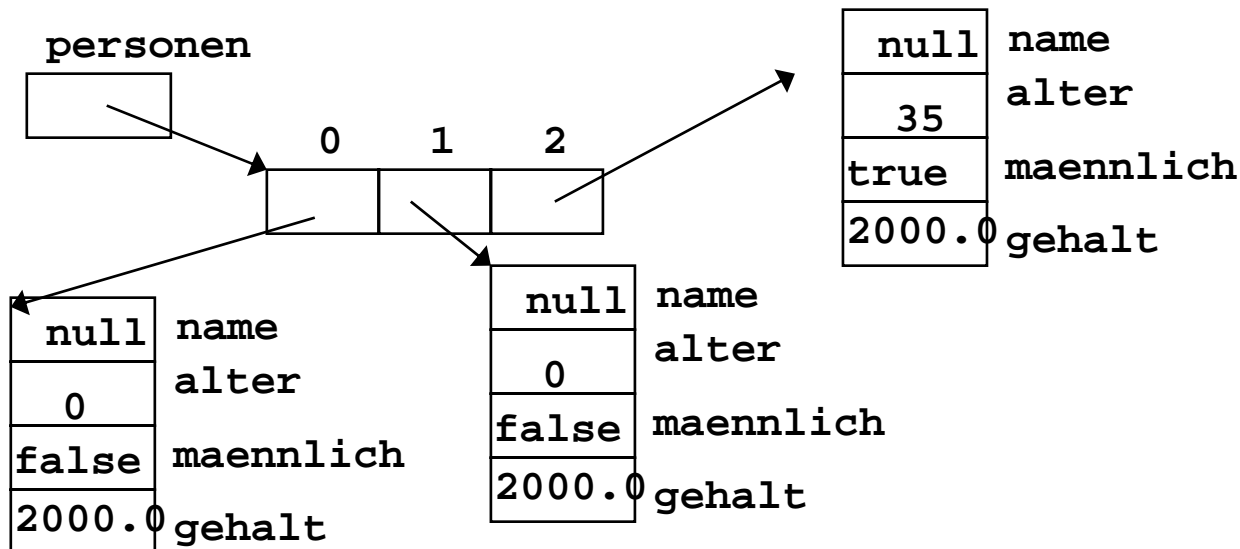 personen
0 1 2
null name
alter
35
true maennlich
2000.0 gehalt
null name
alter
0
false maennlich
2000.0 gehalt
null name
alter
0
false maennlich
2000.0 gehalt